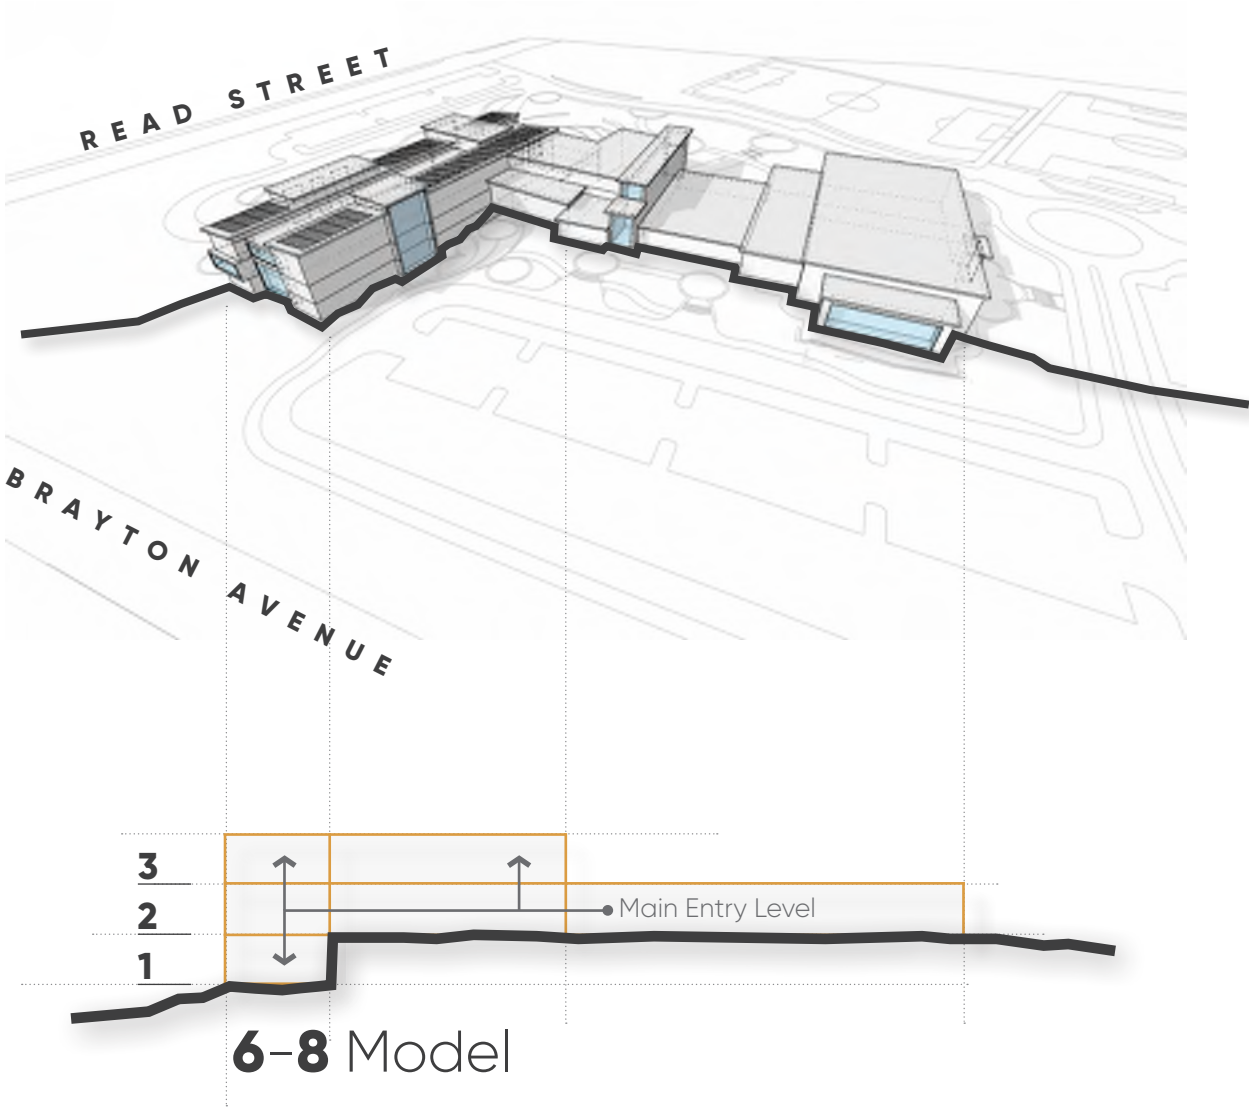 READ STREET
BRAYTON AVENUE
3
2
Main Entry Level
1
6-8 Model